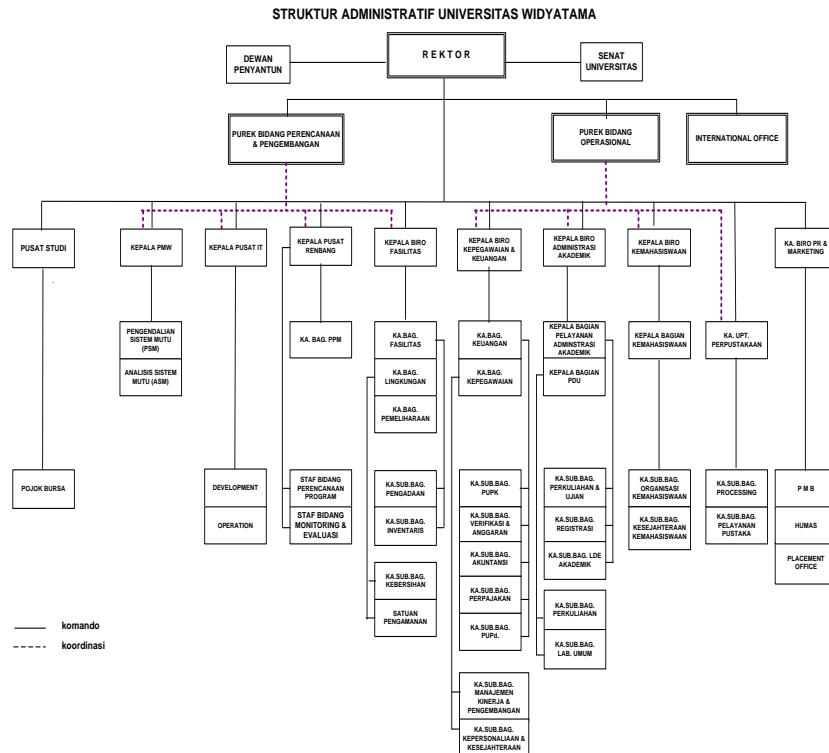 STRUKTUR ADMINISTRATIF UNIVERSITAS WIDYATAMA
DEWAN
PENYANTUN
R E K T O R
SENAT
UNIVERSITAS
PUREK BIDANG PERENCANAAN
& PENGEMBANGAN
PUREK BIDANG
OPERASIONAL
INTERNATIONAL OFFICE
PUSAT STUDI
KEPALA PMW
KEPALA PUSAT IT
KEPALA PUSAT
RENBANG
KEPALA BIRO
FASILITAS
KEPALA BIRO
KEPEGAWAIAN &
KEUANGAN
KEPALA BIRO
ADMINISTRASI
AKADEMIK
KEPALA BIRO
KEMAHASISWAAN
KA. BIRO PR &
MARKETING
PENGENDALIAN
SISTEM MUTU
(PSM)
ANALISIS SISTEM
MUTU (ASM)
KA. BAG. PPM
KA.BAG.
FASILITAS
KA.BAG.
LINGKUNGAN
KA.BAG.
PEMELIHARAAN
KA.BAG.
KEUANGAN
KA.BAG.
KEPEGAWAIAN
KEPALA BAGIAN
PELAYANAN
ADMINSTRASI
AKADEMIK
KEPALA BAGIAN
PDU
KEPALA BAGIAN
KEMAHASISWAAN
KA. UPT.
PERPUSTAKAAN
POJOK BURSA
DEVELOPMENT
OPERATION
STAF BIDANG
PERENCANAAN
PROGRAM
STAF BIDANG
MONITORING &
EVALUASI
KA.SUB.BAG.
PENGADAAN
KA.SUB.BAG.
INVENTARIS
KA.SUB.BAG.
KEBERSIHAN
SATUAN
PENGAMANAN
KA.SUB.BAG.
PUPK
KA.SUB.BAG.
VERIFIKASI &
ANGGARAN
KA.SUB.BAG.
AKUNTANSI
KA.SUB.BAG.
PERPAJAKAN
KA.SUB.BAG.
PUPd.
KA.SUB.BAG.
MANAJEMEN
KINERJA &
PENGEMBANGAN
KA.SUB.BAG.
KEPERSONALIAAN &
KESEJAHTERAAN
KA.SUB.BAG.
PERKULIAHAN &
UJIAN
KA.SUB.BAG.
REGISTRASI
KA.SUB.BAG. LDE
AKADEMIK
KA.SUB.BAG.
PERKULIAHAN
KA.SUB.BAG.
LAB. UMUM
KA.SUB.BAG.
ORGANISASI
KEMAHASISWAAN
KA.SUB.BAG.
KESEJAHTERAAN
KEMAHASISWAAN
KA.SUB.BAG.
PROCESSING
KA.SUB.BAG.
PELAYANAN
PUSTAKA
P M B
HUMAS
PLACEMENT
OFFICE
komando
koordinasi